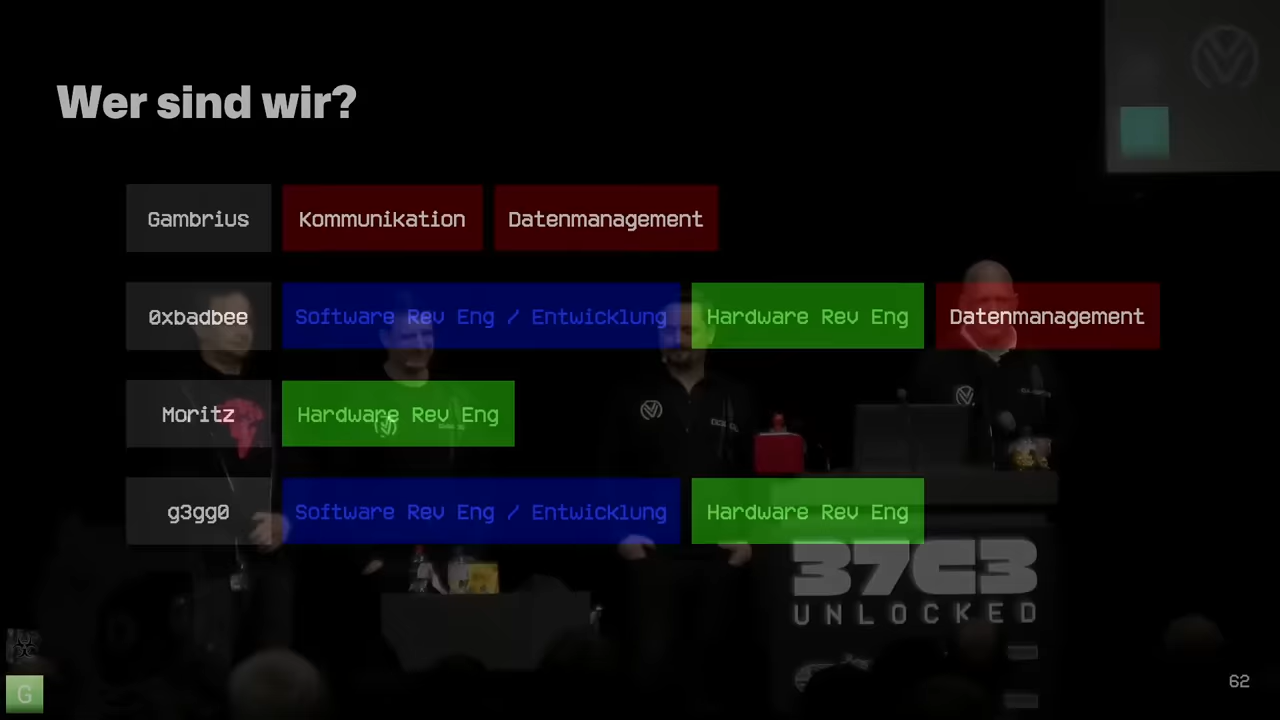 Wer sind wir?
Gambrius Kommunikation Datenmanagement
0xbadbee Software Rev Eng / Entwicklung Hardware Rev Eng Datenmanagement
Moritz Hardware Rev Eng
g3gg0 Software Rev Eng / Entwicklung Hardware Rev Eng
37C3
UNLOCKED
62
G